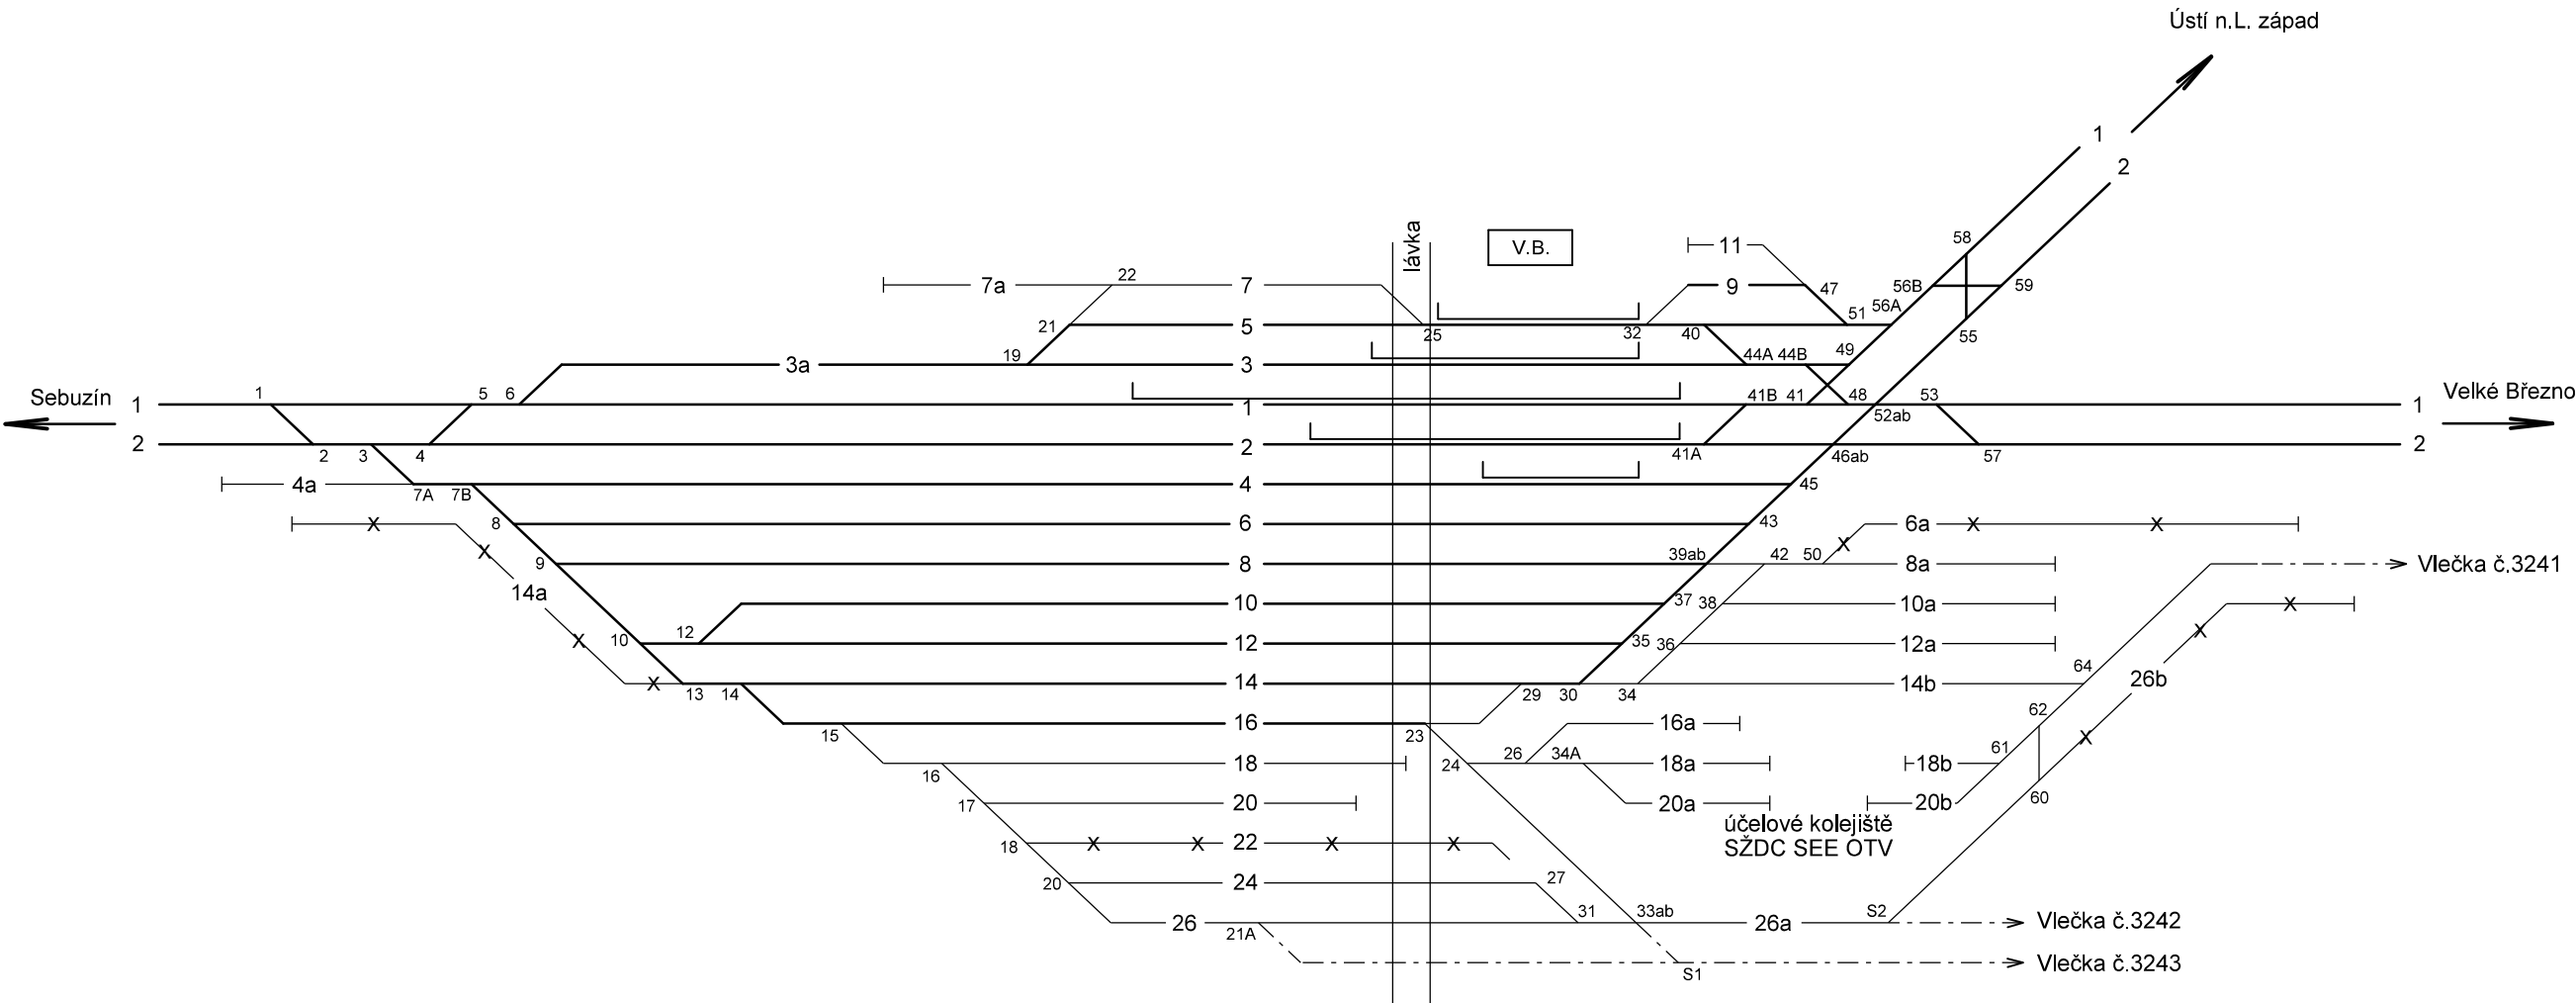 Ústí n.L. západ
1
2
lávka
V.B.
58
11
7a
22
7
9
47
56B
59
51
56A
21
5
25
32
40
55
19
3a
3
44A
44B
49
Sebuzín
1
1
5
6
1
41B
41
48
53
1
Velké Březno
52ab
2
2
3
4
2
41A
46ab
57
2
4a
7A
7B
4
45
8
6
43
6a
x
x
x
x
x
9
8
39ab
42
50
8a
Vlečka č.3241
14a
10
37
38
10a
x
x
10
12
12
35
36
12a
x
x
13
14
14
29
30
34
14b
64
26b
15
16
23
26
16a
34A
62
x
16
18
24
18a
61
18b
17
20
20a
20b
60
účelové kolejiště
SŽDC SEE OTV
18
x
x
22
x
x
20
24
27
26
21A
31
33ab
26a
S2
Vlečka č.3242
S1
Vlečka č.3243